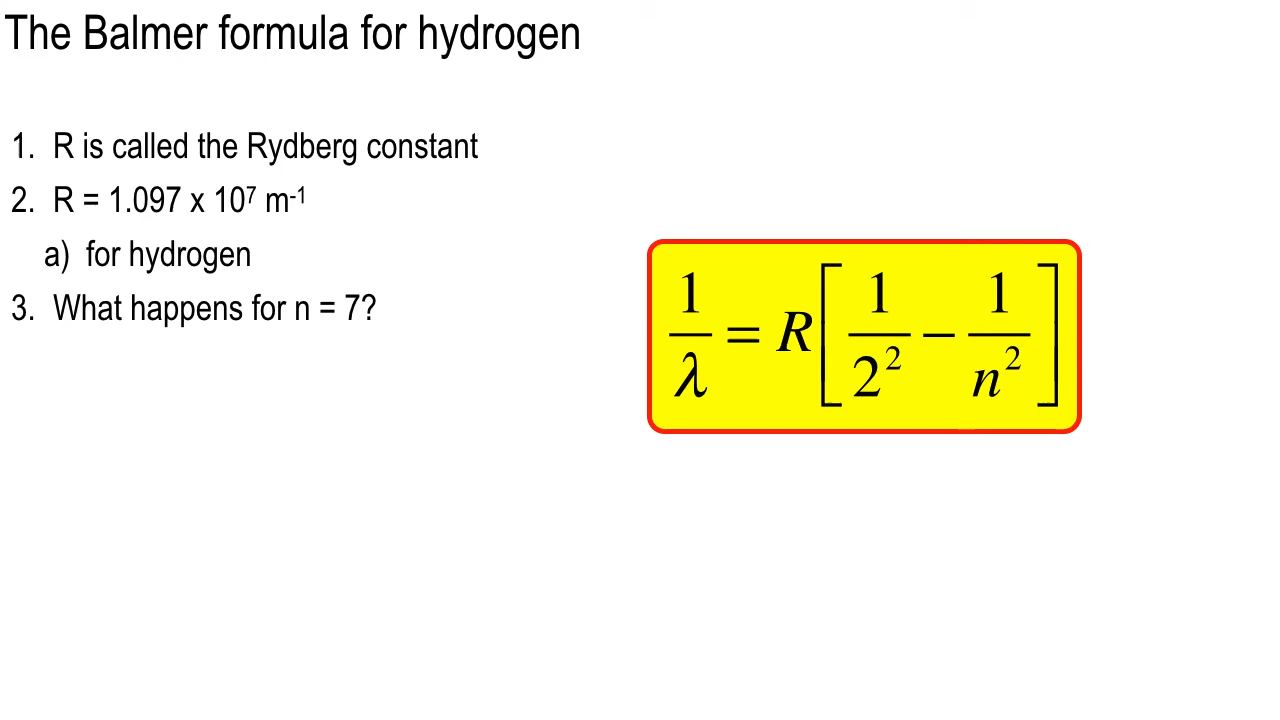 The Balmer formula for hydrogen
1. R is called the Rydberg constant
2. R = 1.097 x 10⁷ m⁻¹
a) for hydrogen
3. What happens for n = 7?
1/λ = R[1/2² − 1/n²]